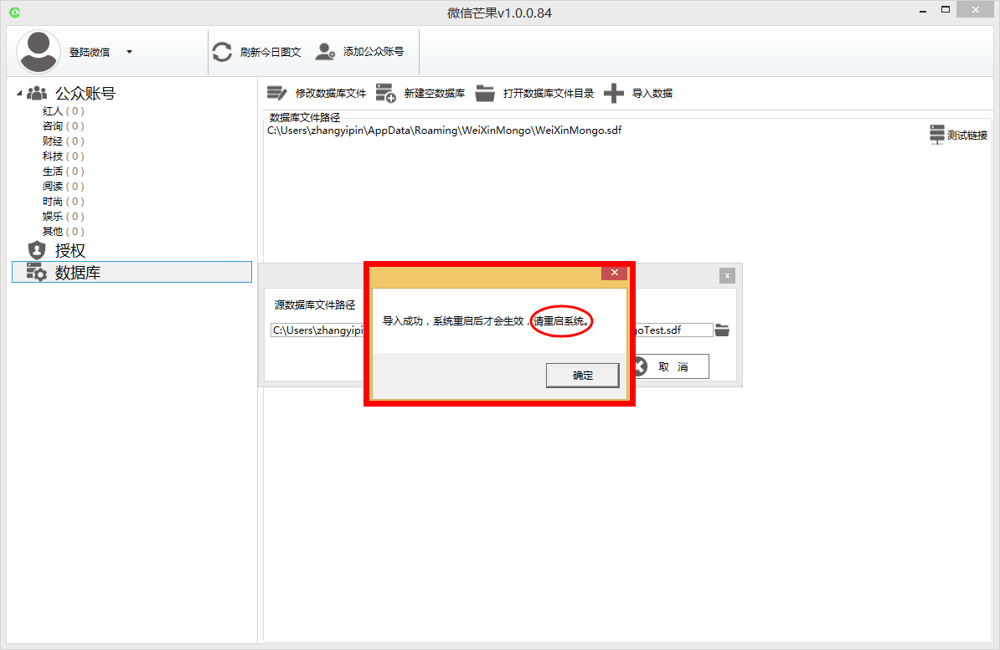 微信芒果v1.0.0.84
登陆微信
刷新今日图文
添加公众账号
公众账号
红人 ( 0 )
咨询 ( 0 )
财经 ( 0 )
科技 ( 0 )
生活 ( 0 )
阅读 ( 0 )
时尚 ( 0 )
娱乐 ( 0 )
其他 ( 0 )
授权
数据库
修改数据库文件
新建空数据库
打开数据库文件目录
导入数据
数据库文件路径
C:\Users\zhangyipin\AppData\Roaming\WeiXinMongo\WeiXinMongo.sdf
测试链接
源数据库文件路径
C:\Users\zhangyipi
oTest.sdf
导入成功，系统重启后才会生效，请重启系统。
确定
取 消